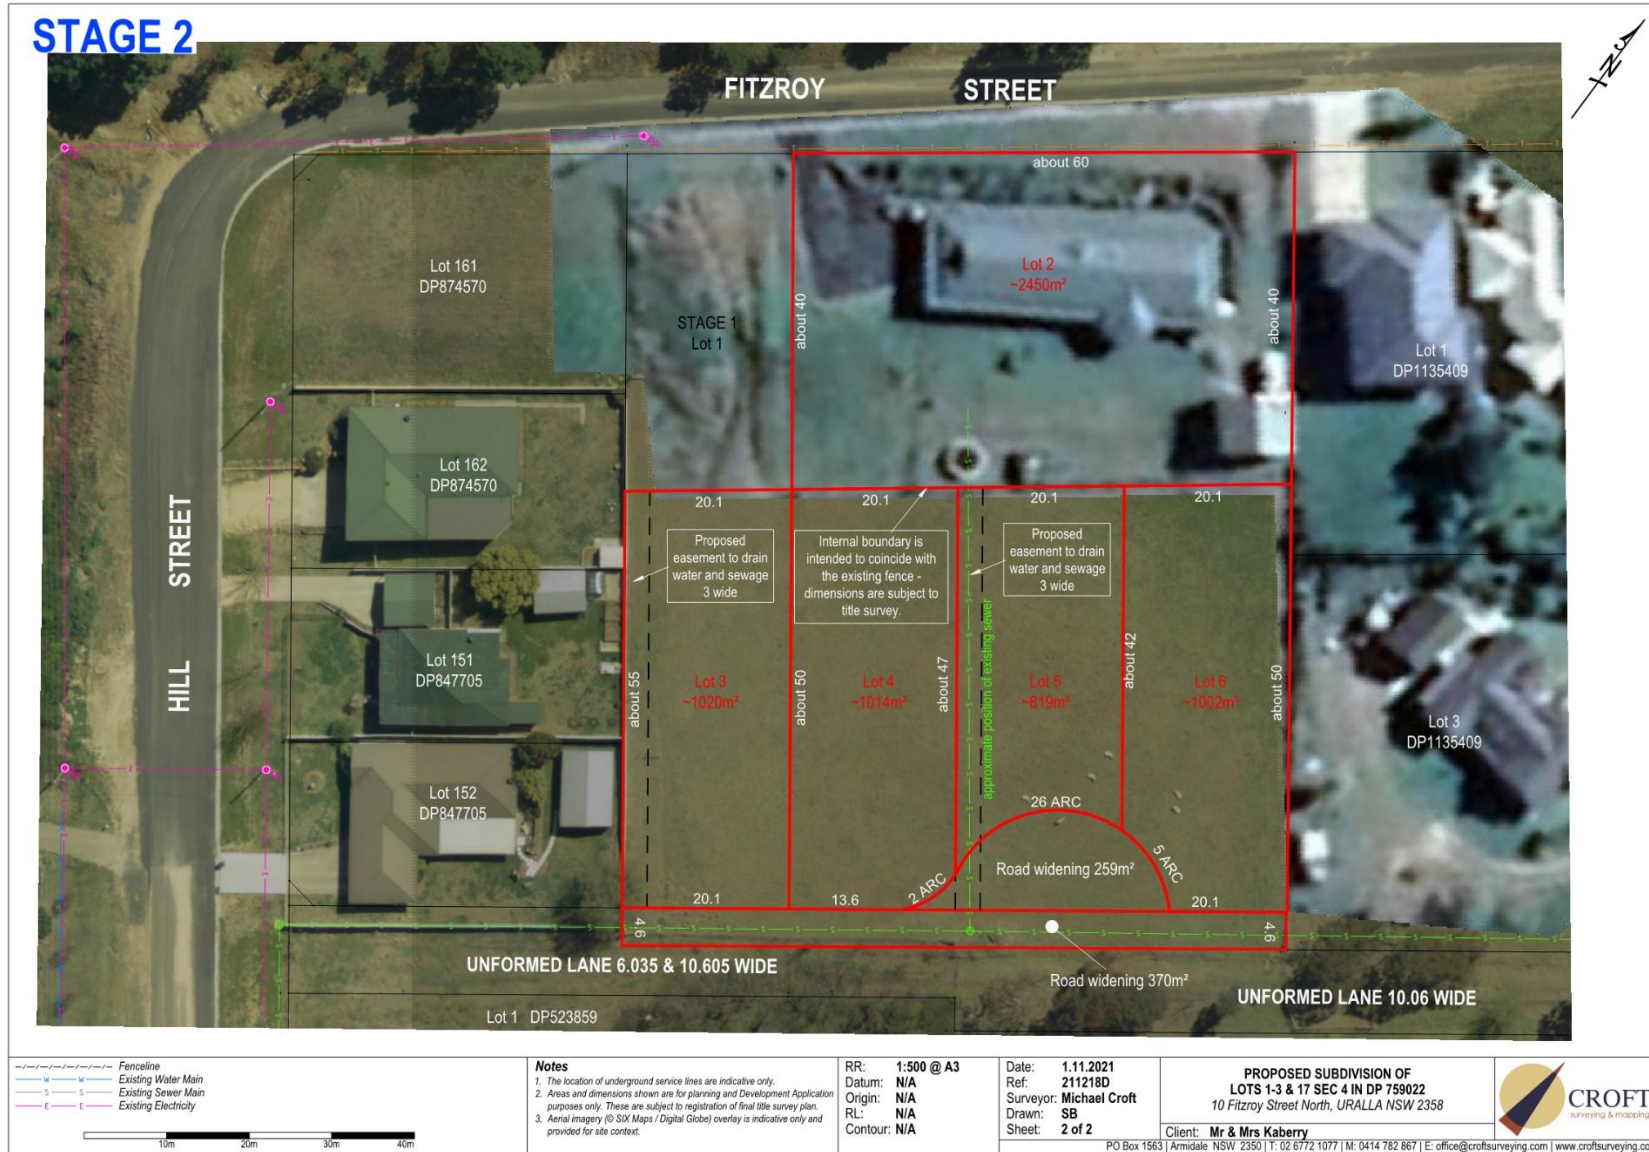 STAGE 2
FITZROY STREET
N
about 60
Lot 161
DP874570
STAGE 1
Lot 1
about 40
Lot 2
~2450m²
about 40
Lot 1
DP1135409
Lot 162
DP874570
HILL STREET
20.1
20.1
20.1
20.1
Proposed
easement to drain
water and sewage
3 wide
Internal boundary is
intended to coincide with
the existing fence -
dimensions are subject to
title survey.
Proposed
easement to drain
water and sewage
3 wide
approximate position of existing sewer
Lot 151
DP847705
about 55
Lot 3
~1020m²
about 50
Lot 4
~1014m²
about 47
Lot 5
~819m²
about 42
Lot 6
~1002m²
about 50
Lot 3
DP1135409
Lot 152
DP847705
26 ARC
5 ARC
2 ARC
Road widening 259m²
20.1
13.6
20.1
4.6
4.6
UNFORMED LANE 6.035 & 10.605 WIDE
Road widening 370m²
UNFORMED LANE 10.06 WIDE
Lot 1 DP523859
Fenceline
Existing Water Main
Existing Sewer Main
Existing Electricity
10m 20m 30m 40m
Notes
1. The location of underground service lines are indicative only.
2. Areas and dimensions shown are for planning and Development Application
purposes only. These are subject to registration of final title survey plan.
3. Aerial imagery (© SIX Maps / Digital Globe) overlay is indicative only and
provided for site context.
RR: 1:500 @ A3
Datum: N/A
Origin: N/A
RL: N/A
Contour: N/A
Date: 1.11.2021
Ref: 211218D
Surveyor: Michael Croft
Drawn: SB
Sheet: 2 of 2
PROPOSED SUBDIVISION OF
LOTS 1-3 & 17 SEC 4 IN DP 759022
10 Fitzroy Street North, URALLA NSW 2358
Client: Mr & Mrs Kaberry
CROFT
surveying & mapping
PO Box 1563 | Armidale NSW 2350 | T: 02 6772 1077 | M: 0414 782 867 | E: office@croftsurveying.com | www.croftsurveying.co